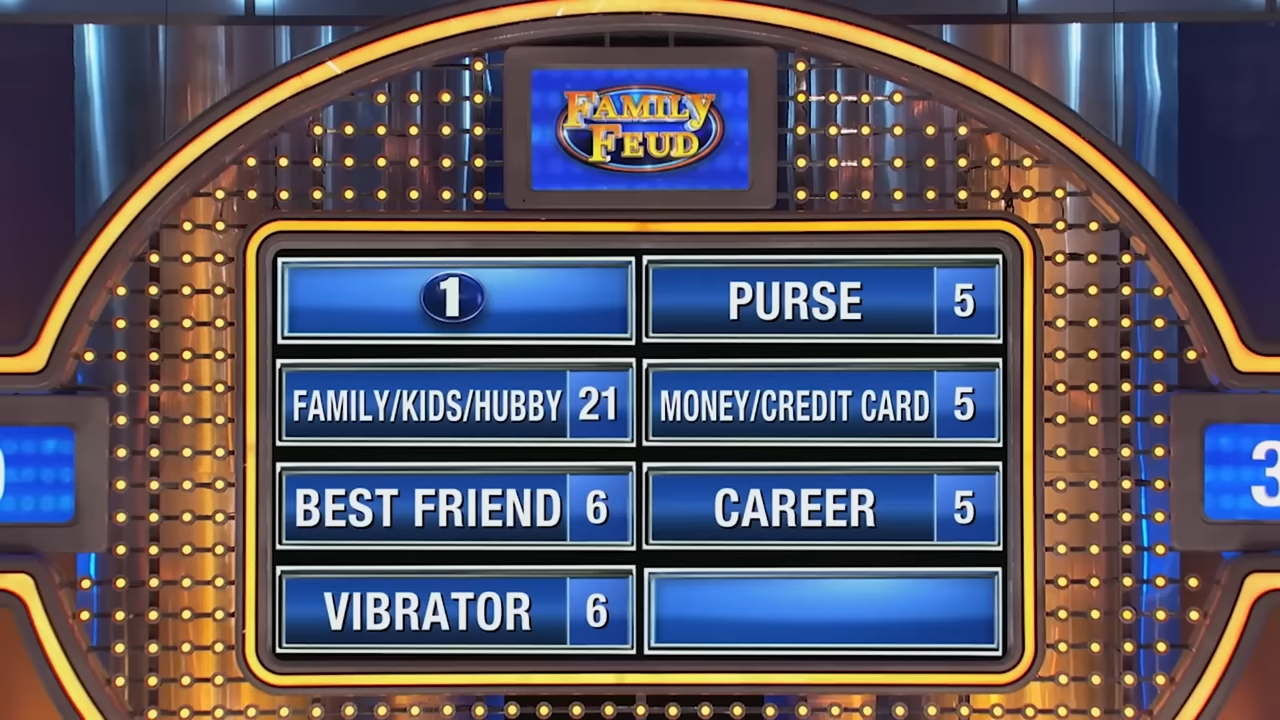 FAMILY
FEUD
1
FAMILY/KIDS/HUBBY 21
BEST FRIEND 6
VIBRATOR 6
PURSE 5
MONEY/CREDIT CARD 5
CAREER 5
3